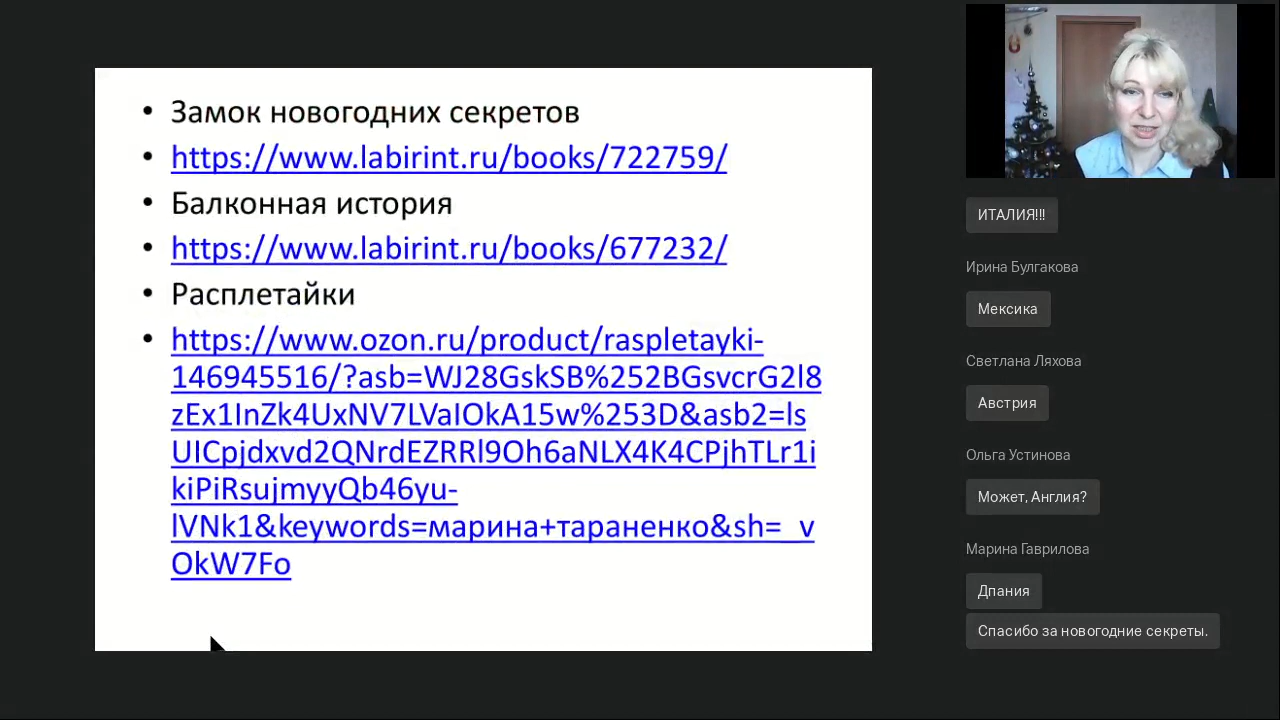 • Замок новогодних секретов
• https://www.labirint.ru/books/722759/
• Балконная история
• https://www.labirint.ru/books/677232/
• Расплетайки
• https://www.ozon.ru/product/raspletayki-
146945516/?asb=WJ28GskSB%252BGsvcrG2l8
zEx1InZk4UxNV7LVaIOkA15w%253D&asb2=ls
UICpjdxvd2QNrdEZRRl9Oh6aNLX4K4CPjhTLr1i
kiPiRsujmyyQb46yu-
lVNk1&keywords=марина+тараненко&sh=_v
OkW7Fo
ИТАЛИЯ!!!
Ирина Булгакова
Мексика
Светлана Ляхова
Австрия
Ольга Устинова
Может, Англия?
Марина Гаврилова
Дпания
Спасибо за новогодние секреты.